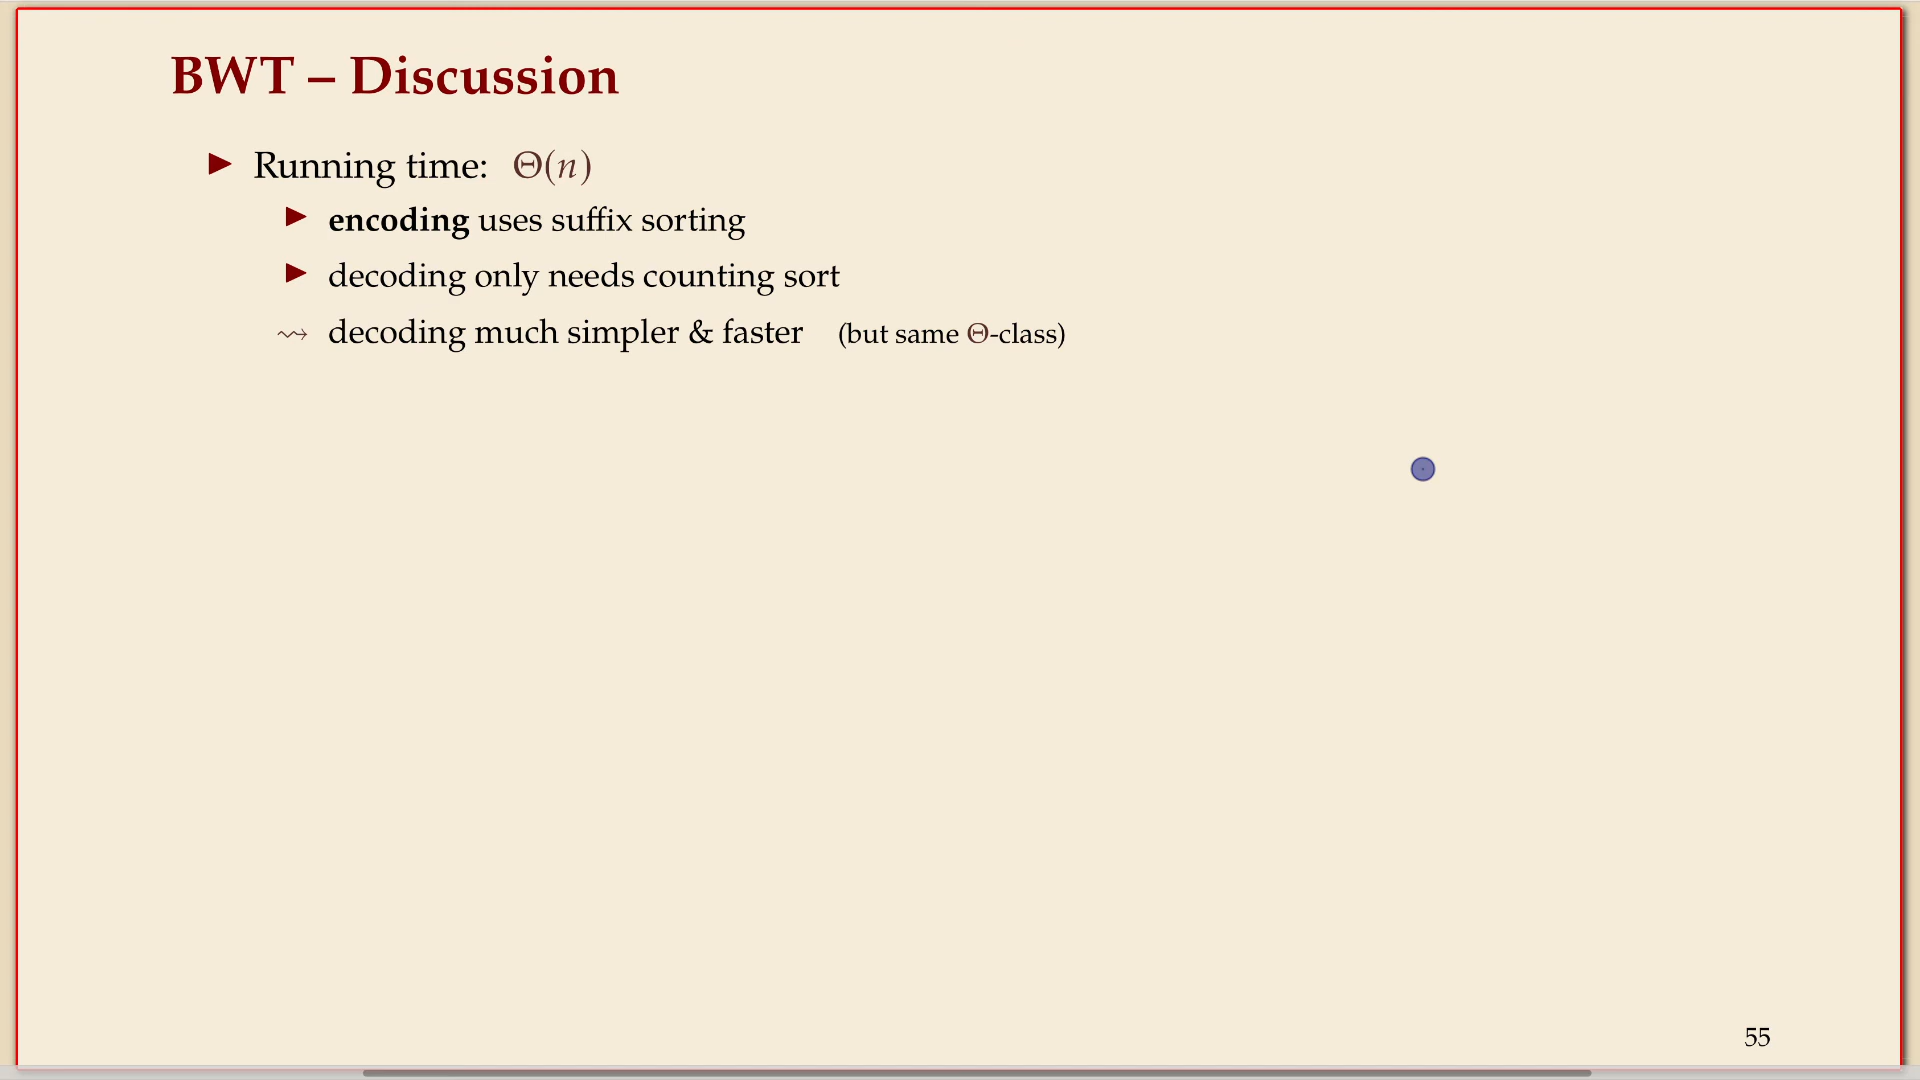 BWT – Discussion
▶ Running time: Θ(n)
▶ encoding uses suffix sorting
▶ decoding only needs counting sort
⇝ decoding much simpler & faster (but same Θ-class)
55